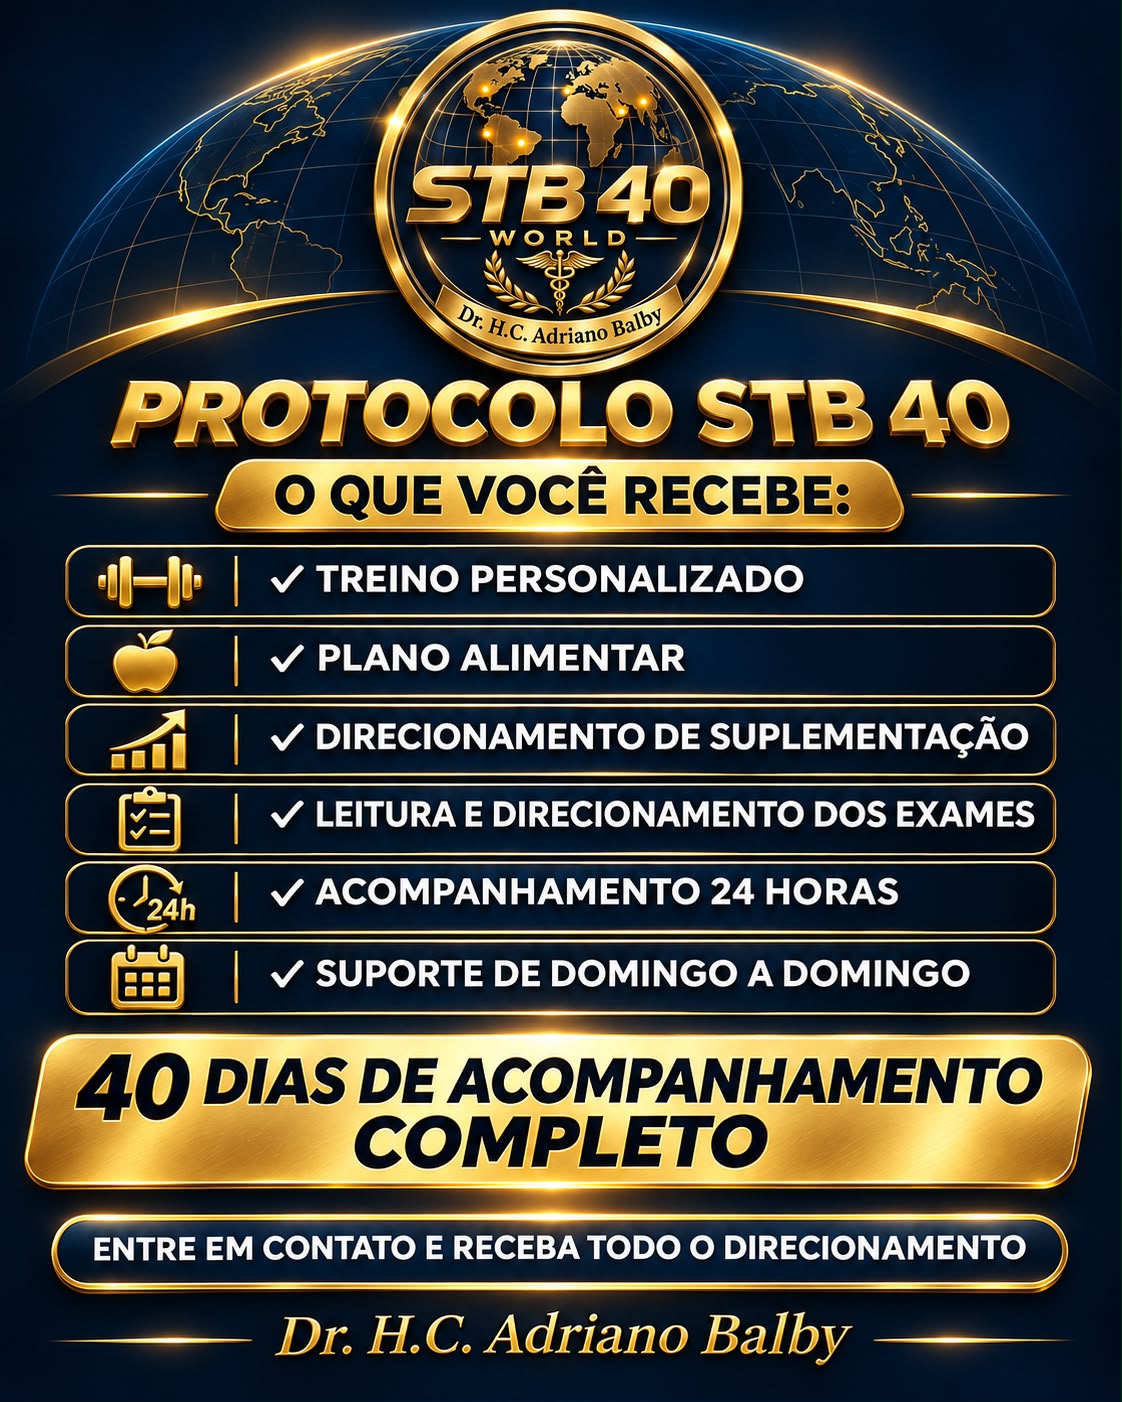 STB 40
WORLD
Dr. H.C. Adriano Balby
PROTOCOLO STB 40
O QUE VOCÊ RECEBE:
✓ TREINO PERSONALIZADO
✓ PLANO ALIMENTAR
✓ DIRECIONAMENTO DE SUPLEMENTAÇÃO
✓ LEITURA E DIRECIONAMENTO DOS EXAMES
24h
✓ ACOMPANHAMENTO 24 HORAS
✓ SUPORTE DE DOMINGO A DOMINGO
40 DIAS DE ACOMPANHAMENTO
COMPLETO
ENTRE EM CONTATO E RECEBA TODO O DIRECIONAMENTO
Dr. H.C. Adriano Balby